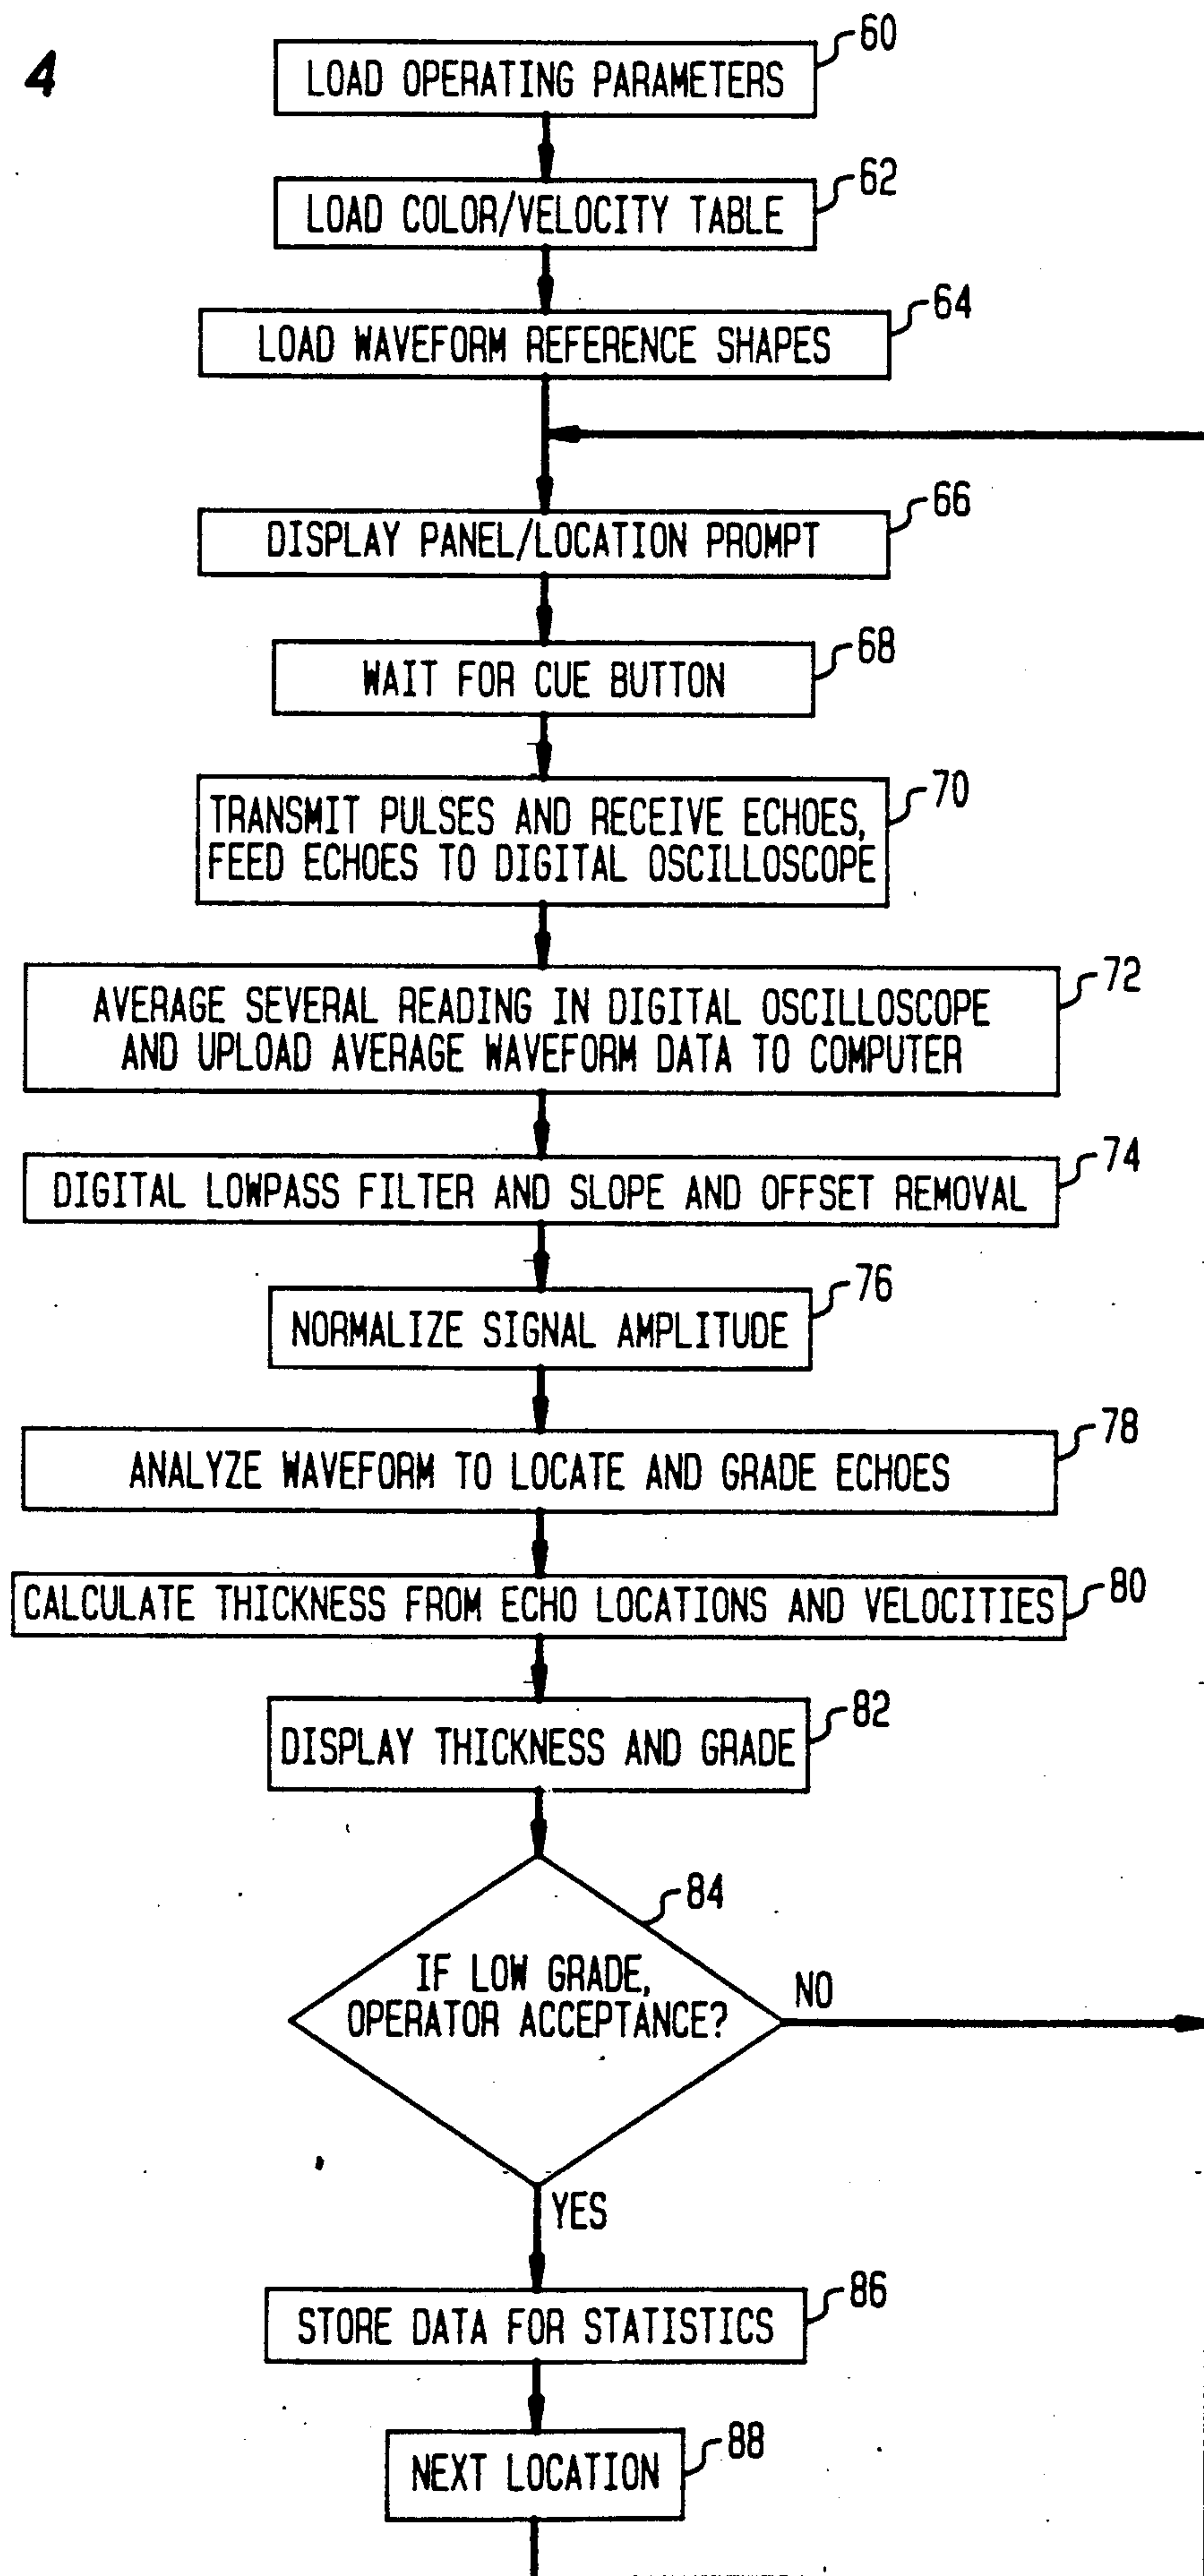 4
LOAD OPERATING PARAMETERS
60
LOAD COLOR/VELOCITY TABLE
62
LOAD WAVEFORM REFERENCE SHAPES
64
DISPLAY PANEL/LOCATION PROMPT
66
WAIT FOR CUE BUTTON
68
TRANSMIT PULSES AND RECEIVE ECHOES,
FEED ECHOES TO DIGITAL OSCILLOSCOPE
70
AVERAGE SEVERAL READING IN DIGITAL OSCILLOSCOPE
AND UPLOAD AVERAGE WAVEFORM DATA TO COMPUTER
72
DIGITAL LOWPASS FILTER AND SLOPE AND OFFSET REMOVAL
74
NORMALIZE SIGNAL AMPLITUDE
76
ANALYZE WAVEFORM TO LOCATE AND GRADE ECHOES
78
CALCULATE THICKNESS FROM ECHO LOCATIONS AND VELOCITIES
80
DISPLAY THICKNESS AND GRADE
82
84
IF LOW GRADE,
OPERATOR ACCEPTANCE?
NO
YES
STORE DATA FOR STATISTICS
86
NEXT LOCATION
88